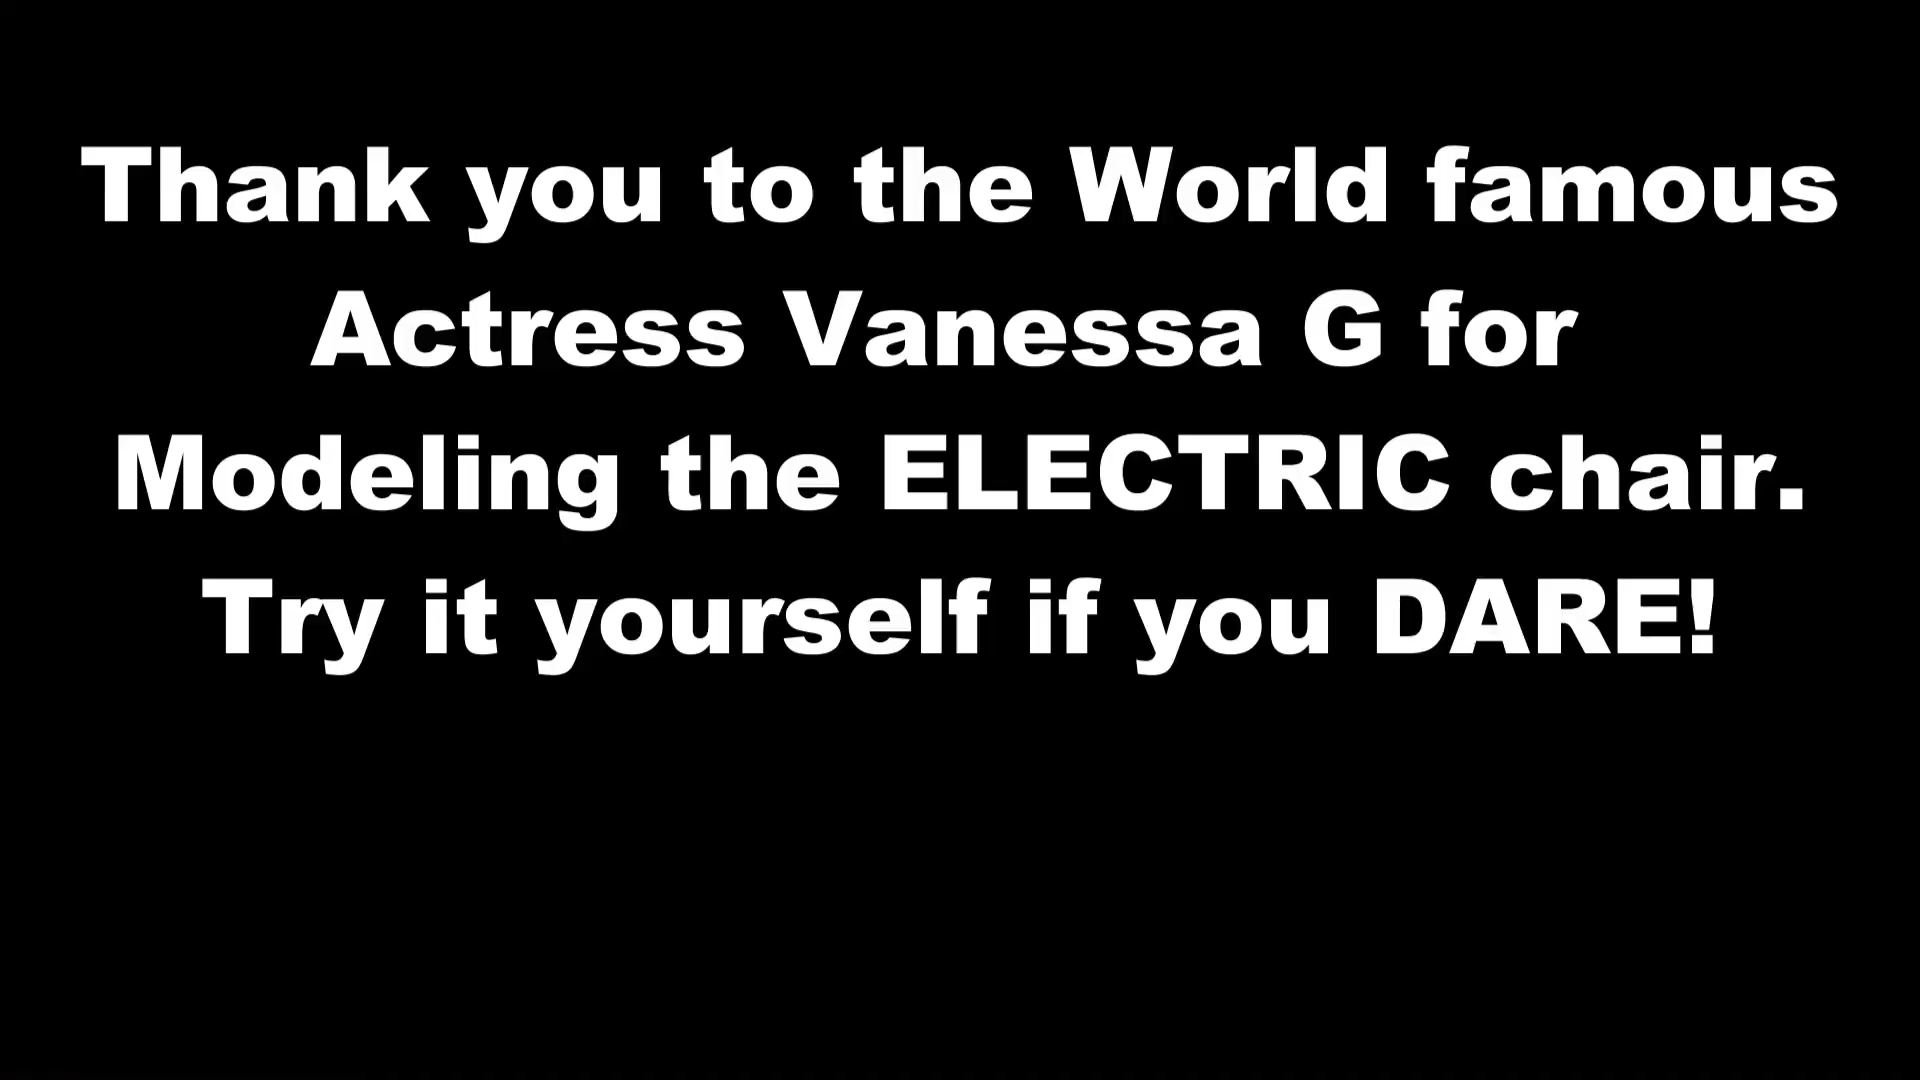 Thank you to the World famous
Actress Vanessa G for
Modeling the ELECTRIC chair.
Try it yourself if you DARE!